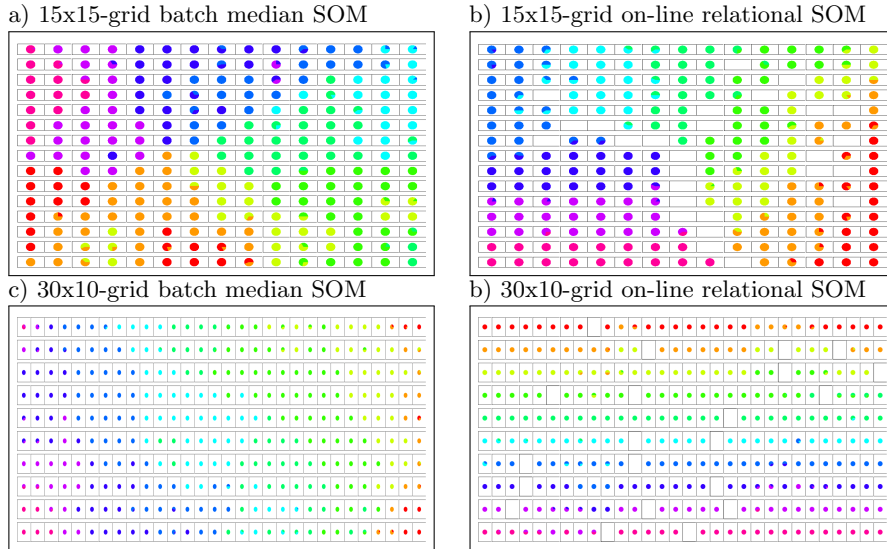 a) 15x15-grid batch median SOM
b) 15x15-grid on-line relational SOM
c) 30x10-grid batch median SOM
b) 30x10-grid on-line relational SOM